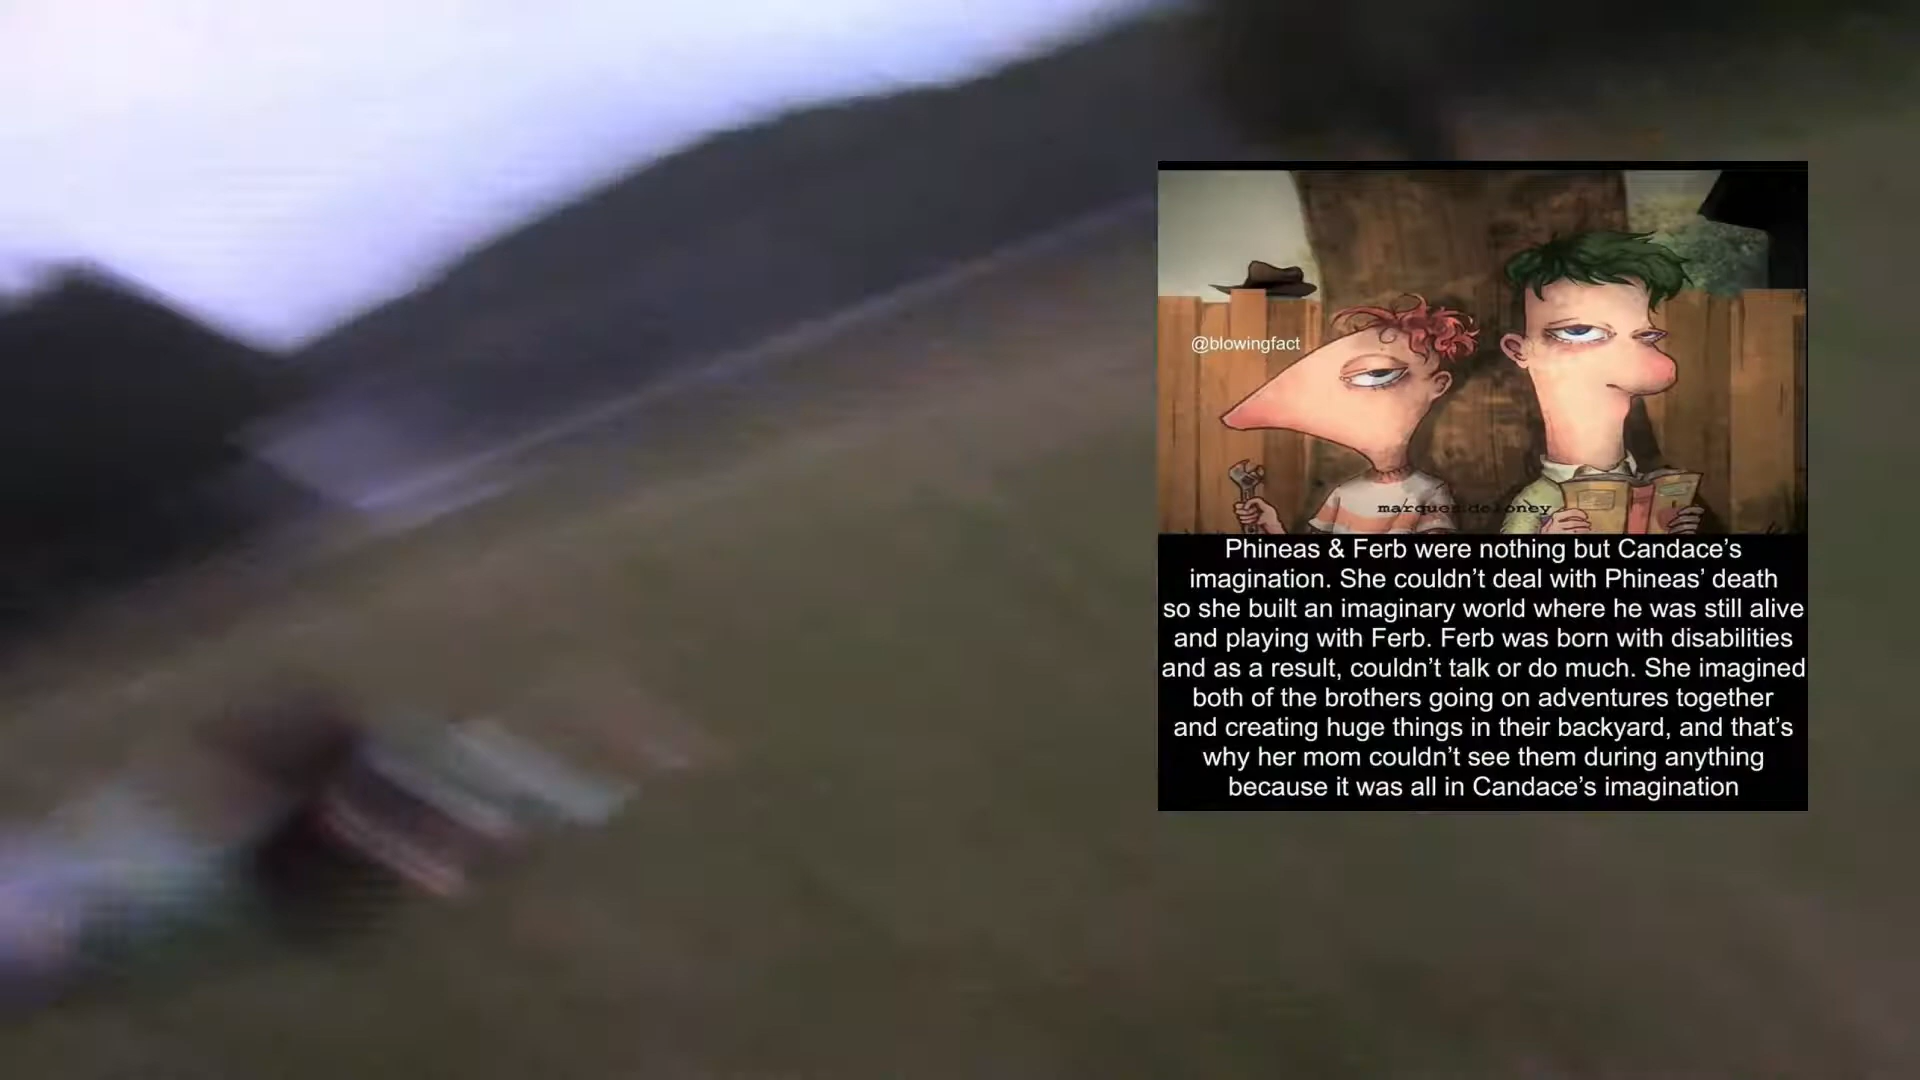 @blowingfact
marques deloney
Phineas & Ferb were nothing but Candace’s
imagination. She couldn’t deal with Phineas’ death
so she built an imaginary world where he was still alive
and playing with Ferb. Ferb was born with disabilities
and as a result, couldn’t talk or do much. She imagined
both of the brothers going on adventures together
and creating huge things in their backyard, and that’s
why her mom couldn’t see them during anything
because it was all in Candace’s imagination